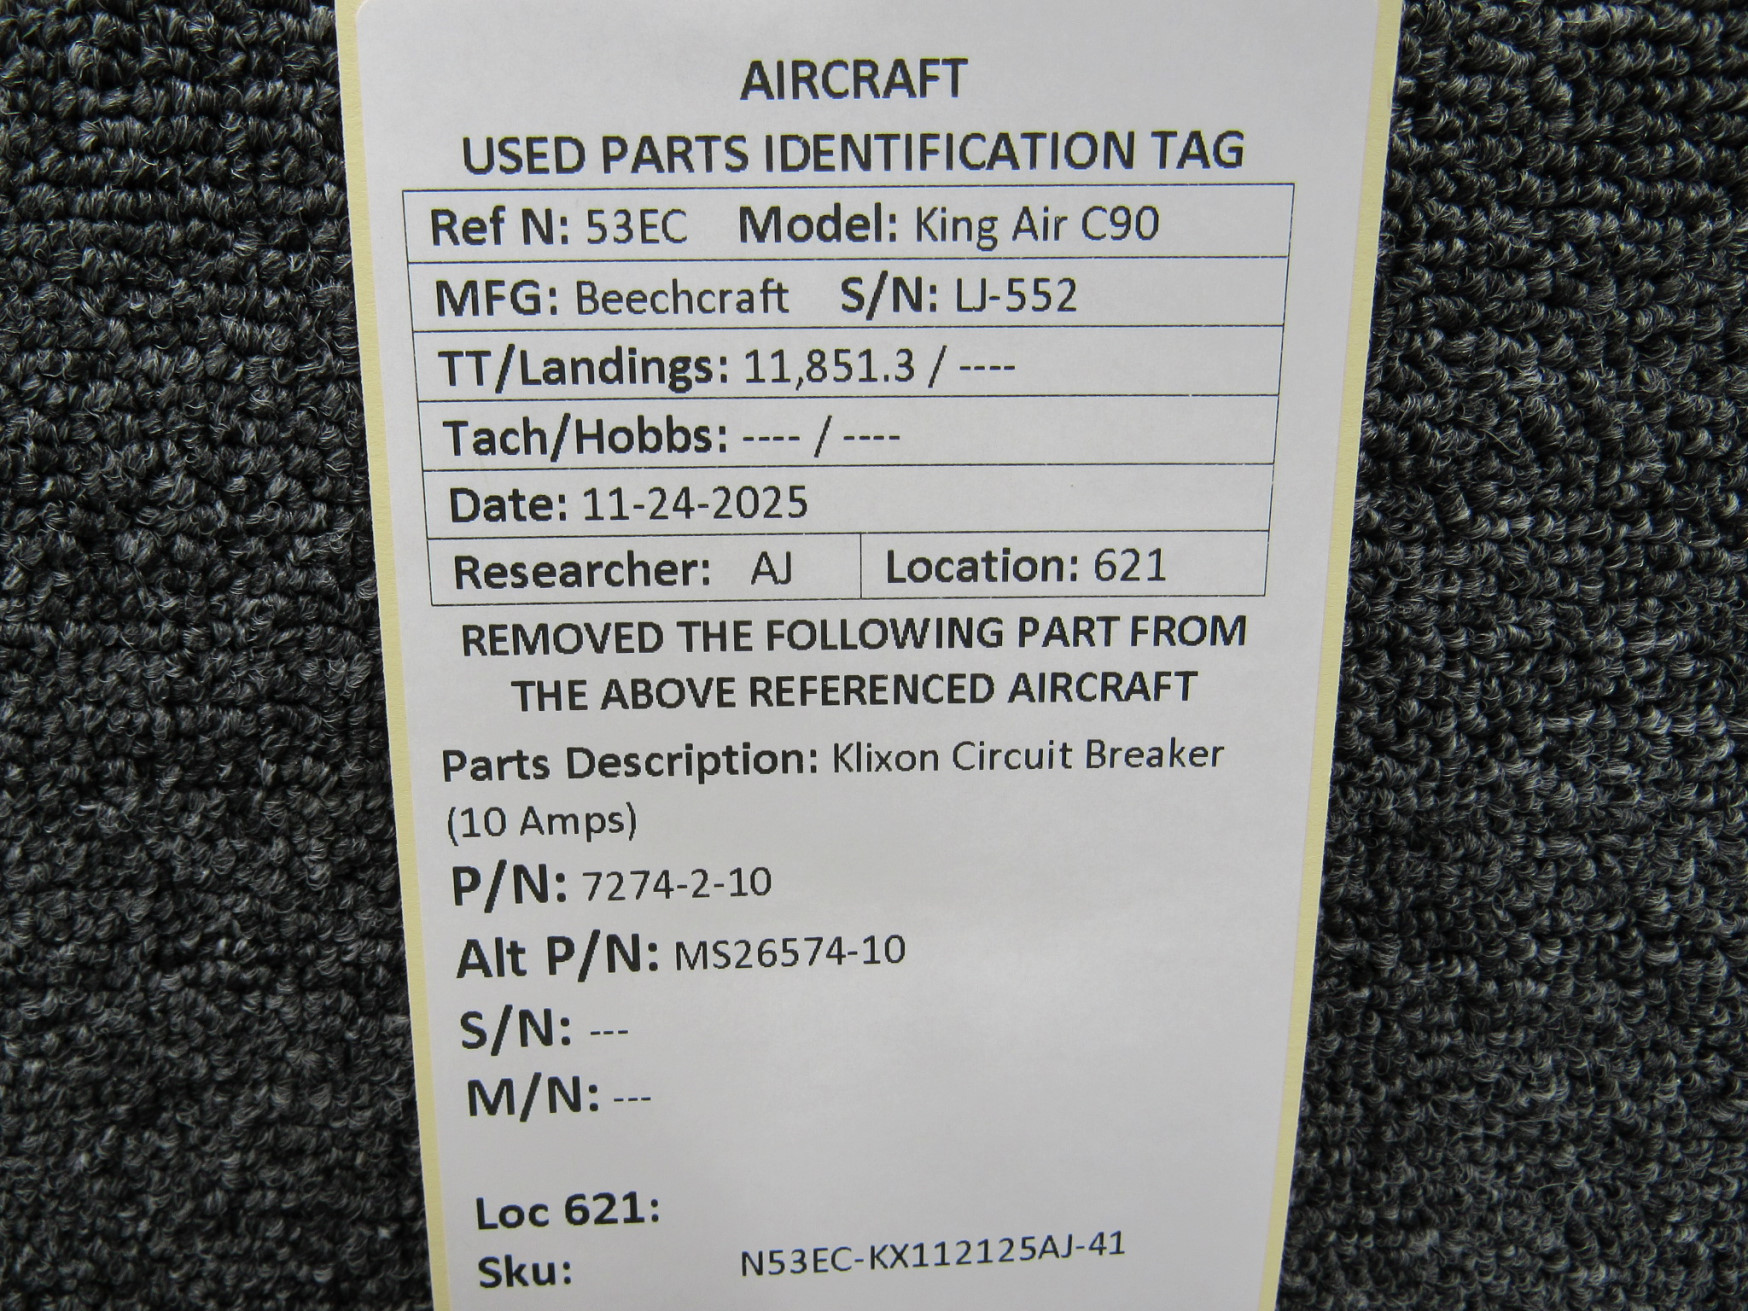 AIRCRAFT
USED PARTS IDENTIFICATION TAG
Ref N: 53EC Model: King Air C90
MFG: Beechcraft S/N: LJ-552
TT/Landings: 11,851.3 / ----
Tach/Hobbs: ---- / ----
Date: 11-24-2025
Researcher: AJ Location: 621
REMOVED THE FOLLOWING PART FROM
THE ABOVE REFERENCED AIRCRAFT
Parts Description: Klixon Circuit Breaker
(10 Amps)
P/N: 7274-2-10
Alt P/N: MS26574-10
S/N: ---
M/N: ---
Loc 621:
Sku: N53EC-KX112125AJ-41